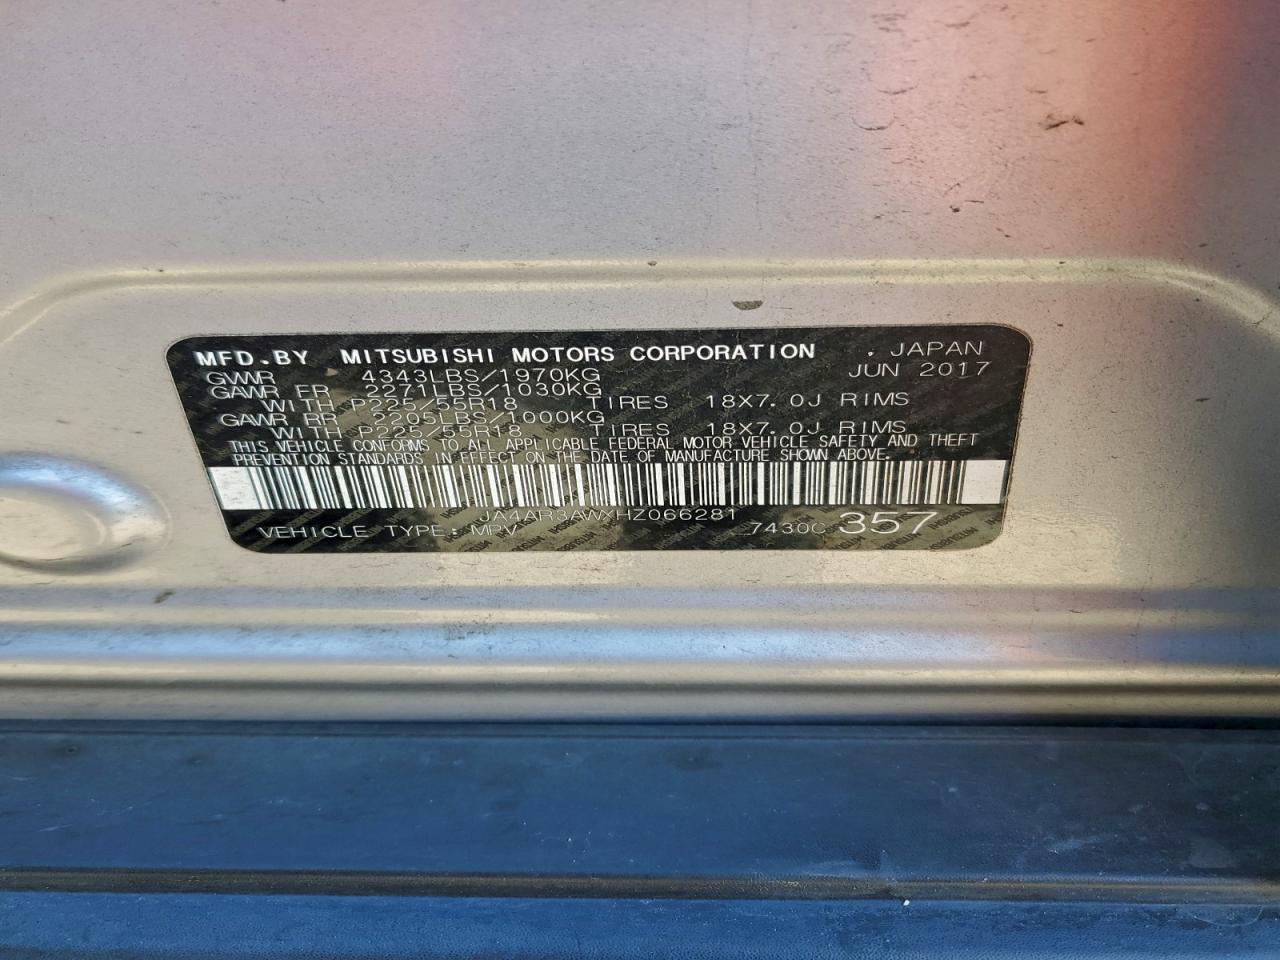 MFD.BY MITSUBISHI MOTORS CORPORATION . JAPAN
GVWR 4343LBS/1970KG JUN 2017
GAWR FR 2271LBS/1030KG
WITH P225/55R18 TIRES 18X7.0J RIMS
GAWR RR 2205LBS/1000KG
WITH P225/55R18 TIRES 18X7.0J RIMS
THIS VEHICLE CONFORMS TO ALL APPLICABLE FEDERAL MOTOR VEHICLE SAFETY AND THEFT
PREVENTION STANDARDS IN EFFECT ON THE DATE OF MANUFACTURE SHOWN ABOVE.
JA4AR3AWXHZ066281
VEHICLE TYPE MPV 7430C 357